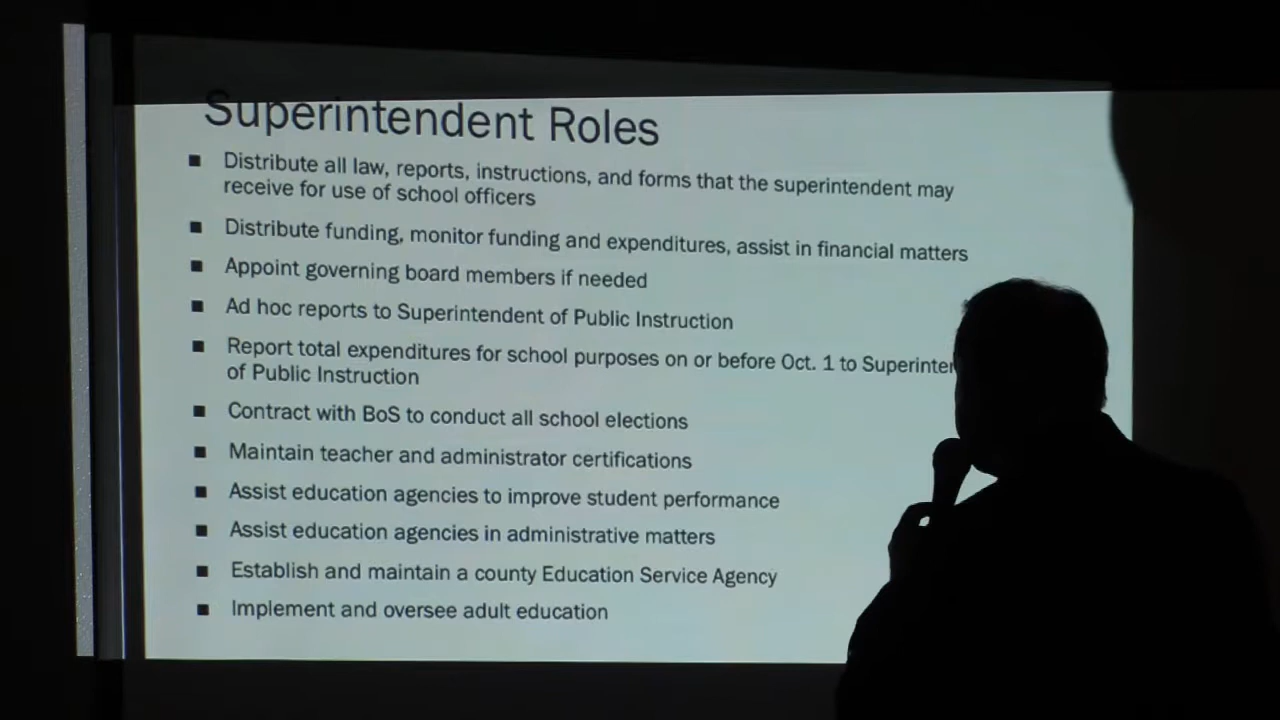 Superintendent Roles
Distribute all law, reports, instructions, and forms that the superintendent may
receive for use of school officers
Distribute funding, monitor funding and expenditures, assist in financial matters
Appoint governing board members if needed
Ad hoc reports to Superintendent of Public Instruction
Report total expenditures for school purposes on or before Oct. 1 to Superinten
of Public Instruction
Contract with BoS to conduct all school elections
Maintain teacher and administrator certifications
Assist education agencies to improve student performance
Assist education agencies in administrative matters
Establish and maintain a county Education Service Agency
Implement and oversee adult education